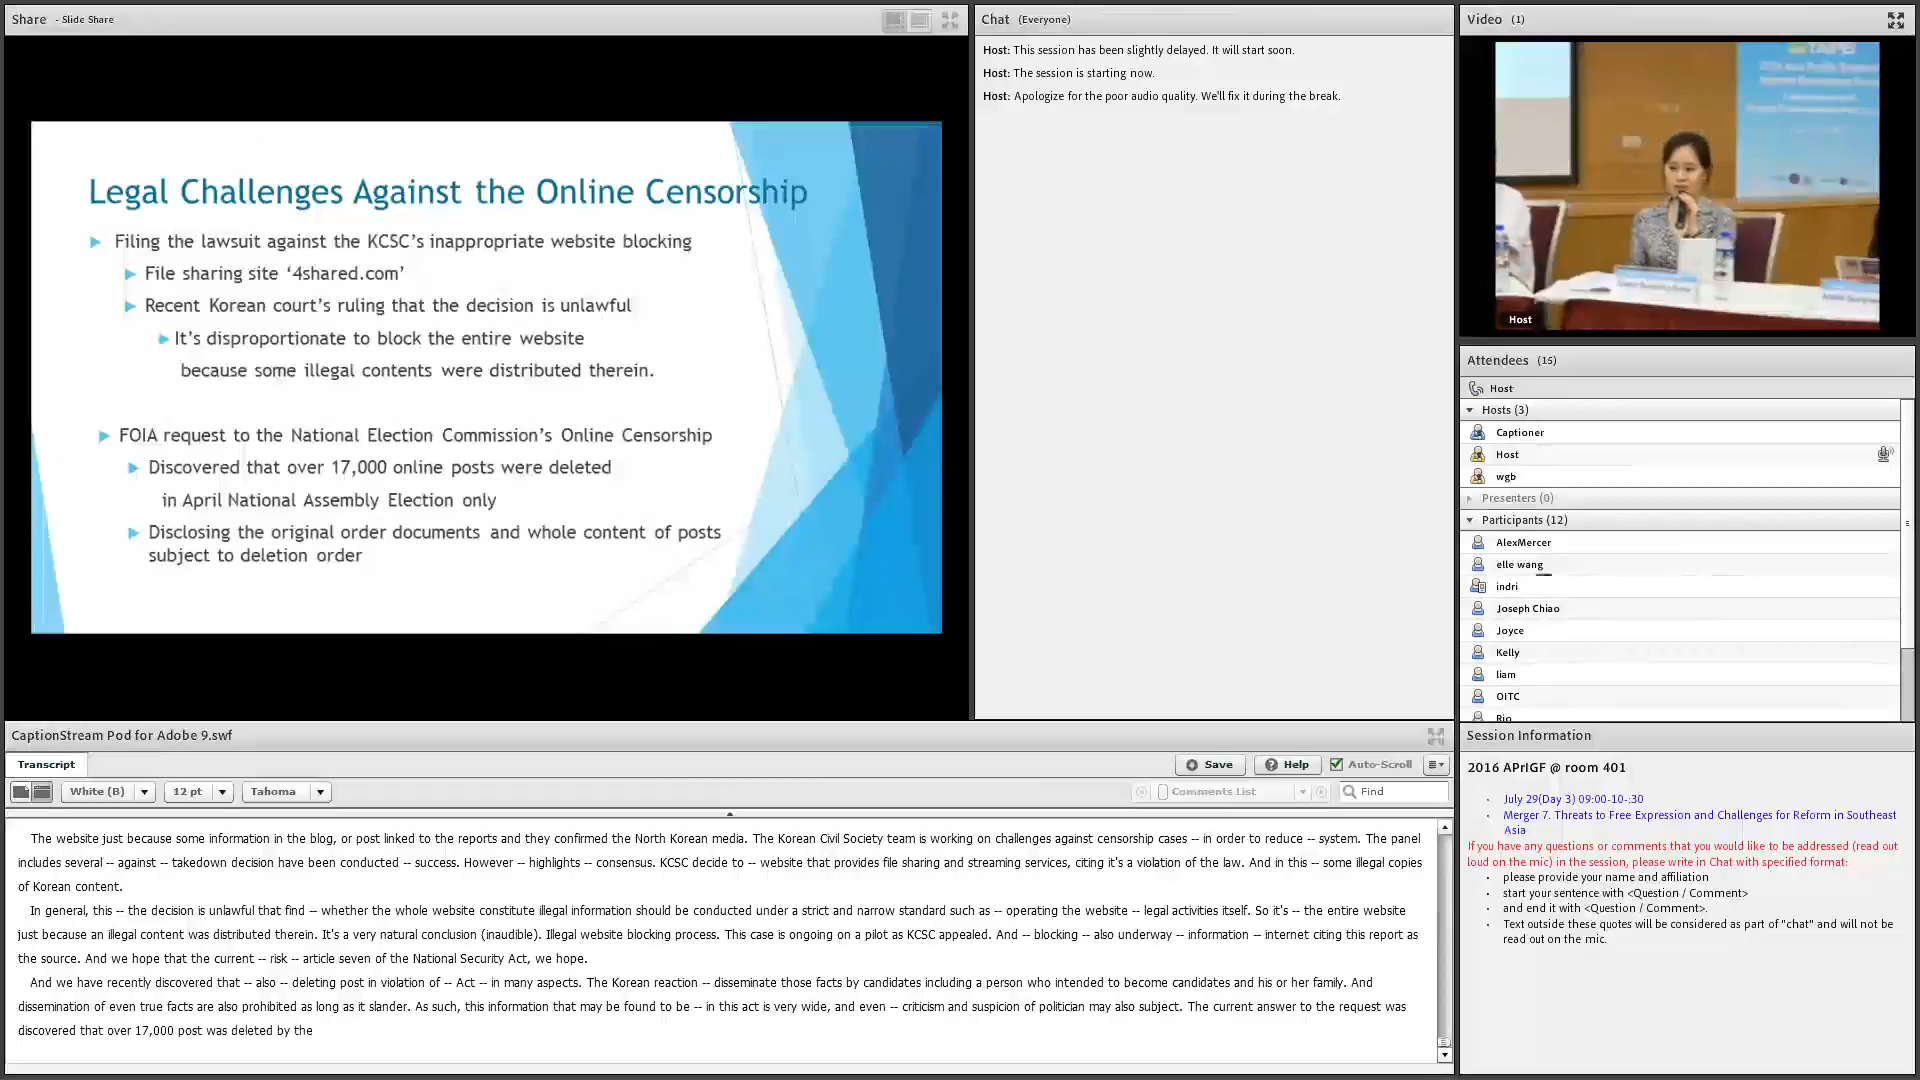 Share - Slide Share
Legal Challenges Against the Online Censorship
Filing the lawsuit against the KCSC's inappropriate website blocking
File sharing site '4shared.com'
Recent Korean court's ruling that the decision is unlawful
It's disproportionate to block the entire website
because some illegal contents were distributed therein.
FOIA request to the National Election Commission's Online Censorship
Discovered that over 17,000 online posts were deleted
in April National Assembly Election only
Disclosing the original order documents and whole content of posts
subject to deletion order
Chat (Everyone)
Host: This session has been slightly delayed. It will start soon.
Host: The session is starting now.
Host: Apologize for the poor audio quality. We'll fix it during the break.
Video (1)
Host
Attendees (15)
Host
Hosts (3)
Captioner
Host
wgb
Presenters (0)
Participants (12)
AlexMercer
elle wang
indri
Joseph Chiao
Joyce
Kelly
liam
OITC
Rio
CaptionStream Pod for Adobe 9.swf
Transcript
Save Help Auto-Scroll
White (B) 12 pt Tahoma Comments List Find
The website just because some information in the blog, or post linked to the reports and they confirmed the North Korean media. The Korean Civil Society team is working on challenges against censorship cases -- in order to reduce -- system. The panel
includes several -- against -- takedown decision have been conducted -- success. However -- highlights -- consensus. KCSC decide to -- website that provides file sharing and streaming services, citing it's a violation of the law. And in this -- some illegal copies
of Korean content.
In general, this -- the decision is unlawful that find -- whether the whole website constitute illegal information should be conducted under a strict and narrow standard such as -- operating the website -- legal activities itself. So it's -- the entire website
just because an illegal content was distributed therein. It's a very natural conclusion (inaudible). Illegal website blocking process. This case is ongoing on a pilot as KCSC appealed. And -- blocking -- also underway -- information -- internet citing this report as
the source. And we hope that the current -- risk -- article seven of the National Security Act, we hope.
And we have recently discovered that -- also -- deleting post in violation of -- Act -- in many aspects. The Korean reaction -- disseminate those facts by candidates including a person who intended to become candidates and his or her family. And
dissemination of even true facts are also prohibited as long as it slander. As such, this information that may be found to be -- in this act is very wide, and even -- criticism and suspicion of politician may also subject. The current answer to the request was
discovered that over 17,000 post was deleted by the
Session Information
2016 APrIGF @ room 401
July 29(Day 3) 09:00-10-:30
Merger 7. Threats to Free Expression and Challenges for Reform in Southeast
Asia
If you have any questions or comments that you would like to be addressed (read out
loud on the mic) in the session, please write in Chat with specified format:
please provide your name and affiliation
start your sentence with <Question / Comment>
and end it with <Question / Comment>.
Text outside these quotes will be considered as part of "chat" and will not be
read out on the mic.